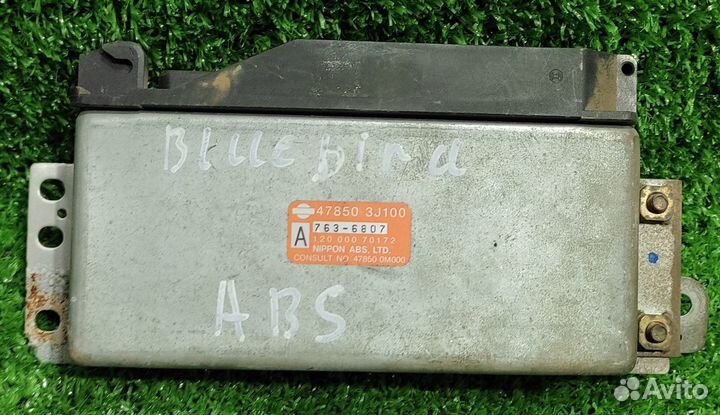 Bluebird
47850 3J100
A 763-6807
120 000 70172
NIPPON ABS, LTD.
CONSULT NO. 47850 0M000
ABS
Avito